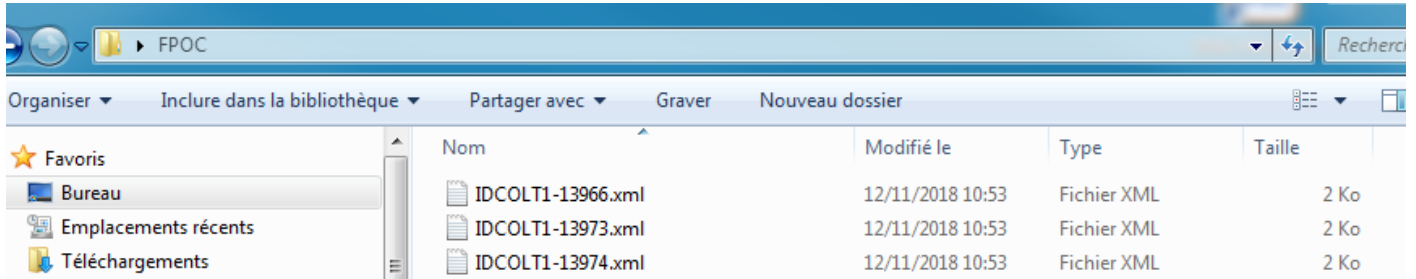 FPOC
Organiser Inclure dans la bibliothèque Partager avec Graver Nouveau dossier
Favoris
Bureau
Emplacements récents
Téléchargements
Nom Modifié le Type Taille
IDCOLT1-13966.xml 12/11/2018 10:53 Fichier XML 2 Ko
IDCOLT1-13973.xml 12/11/2018 10:53 Fichier XML 2 Ko
IDCOLT1-13974.xml 12/11/2018 10:53 Fichier XML 2 Ko